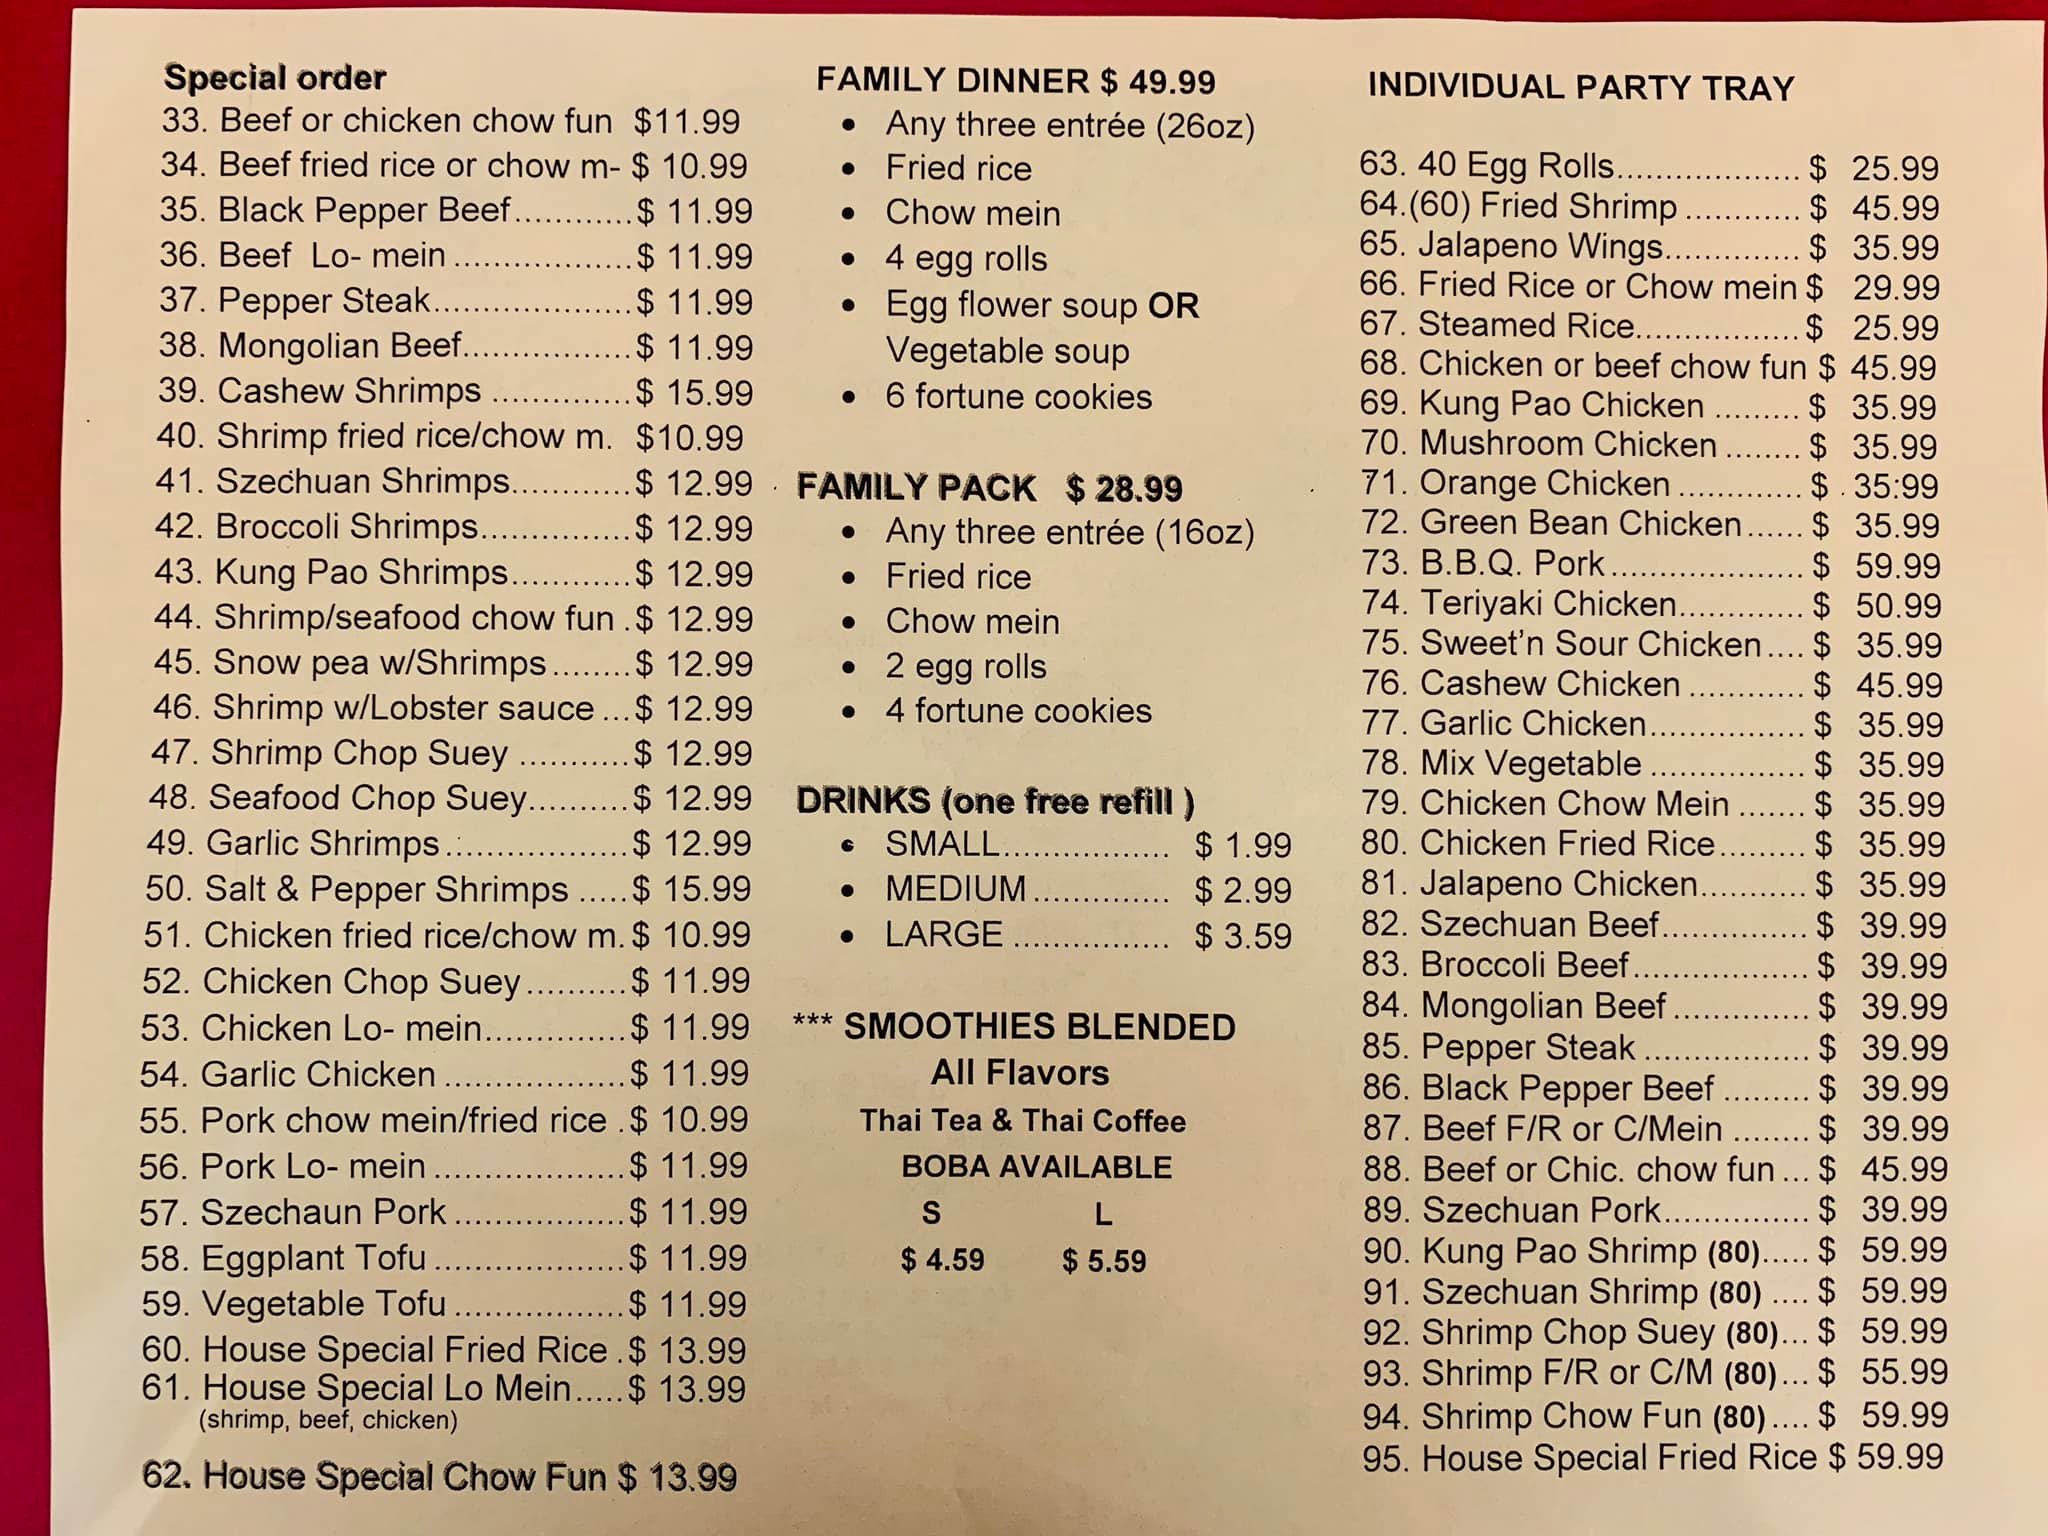 Special order
33. Beef or chicken chow fun $11.99
34. Beef fried rice or chow m- $ 10.99
35. Black Pepper Beef............$ 11.99
36. Beef Lo- mein ..................$ 11.99
37. Pepper Steak....................$ 11.99
38. Mongolian Beef.................$ 11.99
39. Cashew Shrimps ..............$ 15.99
40. Shrimp fried rice/chow m. $10.99
41. Szechuan Shrimps............$ 12.99
42. Broccoli Shrimps...............$ 12.99
43. Kung Pao Shrimps............$ 12.99
44. Shrimp/seafood chow fun .$ 12.99
45. Snow pea w/Shrimps........$ 12.99
46. Shrimp w/Lobster sauce ...$ 12.99
47. Shrimp Chop Suey ...........$ 12.99
48. Seafood Chop Suey..........$ 12.99
49. Garlic Shrimps..................$ 12.99
50. Salt & Pepper Shrimps .....$ 15.99
51. Chicken fried rice/chow m.$ 10.99
52. Chicken Chop Suey..........$ 11.99
53. Chicken Lo- mein..............$ 11.99
54. Garlic Chicken ..................$ 11.99
55. Pork chow mein/fried rice .$ 10.99
56. Pork Lo- mein ...................$ 11.99
57. Szechaun Pork .................$ 11.99
58. Eggplant Tofu ...................$ 11.99
59. Vegetable Tofu .................$ 11.99
60. House Special Fried Rice .$ 13.99
61. House Special Lo Mein.....$ 13.99
(shrimp, beef, chicken)
62. House Special Chow Fun $ 13.99
FAMILY DINNER $ 49.99
• Any three entrée (26oz)
• Fried rice
• Chow mein
• 4 egg rolls
• Egg flower soup OR
Vegetable soup
• 6 fortune cookies
FAMILY PACK $ 28.99
• Any three entrée (16oz)
• Fried rice
• Chow mein
• 2 egg rolls
• 4 fortune cookies
DRINKS (one free refill )
• SMALL................. $ 1.99
• MEDIUM .............. $ 2.99
• LARGE ................ $ 3.59
*** SMOOTHIES BLENDED
All Flavors
Thai Tea & Thai Coffee
BOBA AVAILABLE
S L
$ 4.59 $ 5.59
INDIVIDUAL PARTY TRAY
63. 40 Egg Rolls................... $ 25.99
64.(60) Fried Shrimp ............ $ 45.99
65. Jalapeno Wings.............. $ 35.99
66. Fried Rice or Chow mein $ 29.99
67. Steamed Rice.................$ 25.99
68. Chicken or beef chow fun $ 45.99
69. Kung Pao Chicken ......... $ 35.99
70. Mushroom Chicken ........ $ 35.99
71. Orange Chicken ............. $ 35:99
72. Green Bean Chicken...... $ 35.99
73. B.B.Q. Pork .................... $ 59.99
74. Teriyaki Chicken............. $ 50.99
75. Sweet'n Sour Chicken .... $ 35.99
76. Cashew Chicken ............ $ 45.99
77. Garlic Chicken................ $ 35.99
78. Mix Vegetable ................ $ 35.99
79. Chicken Chow Mein ....... $ 35.99
80. Chicken Fried Rice......... $ 35.99
81. Jalapeno Chicken........... $ 35.99
82. Szechuan Beef............... $ 39.99
83. Broccoli Beef.................. $ 39.99
84. Mongolian Beef .............. $ 39.99
85. Pepper Steak ................. $ 39.99
86. Black Pepper Beef ......... $ 39.99
87. Beef F/R or C/Mein ........ $ 39.99
88. Beef or Chic. chow fun ... $ 45.99
89. Szechuan Pork............... $ 39.99
90. Kung Pao Shrimp (80)..... $ 59.99
91. Szechuan Shrimp (80) .... $ 59.99
92. Shrimp Chop Suey (80)... $ 59.99
93. Shrimp F/R or C/M (80)... $ 55.99
94. Shrimp Chow Fun (80) .... $ 59.99
95. House Special Fried Rice $ 59.99